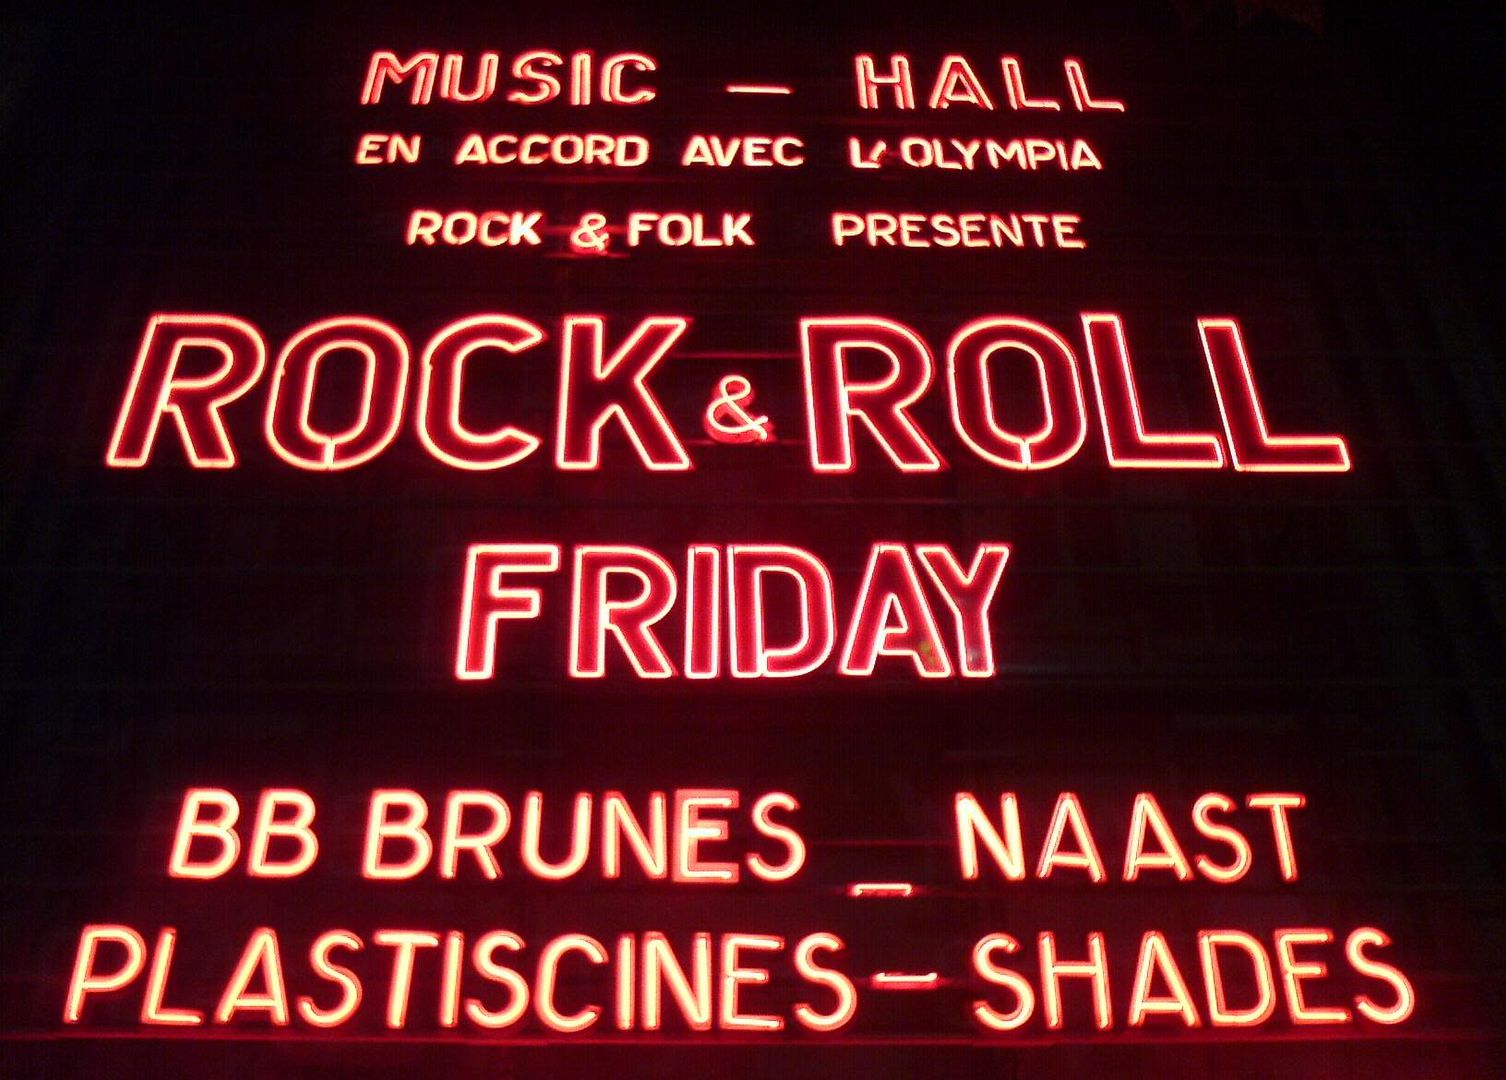 MUSIC - HALL
EN ACCORD AVEC L'OLYMPIA
ROCK & FOLK PRESENTE
ROCK & ROLL
FRIDAY
BB BRUNES _ NAAST
PLASTISCINES - SHADES